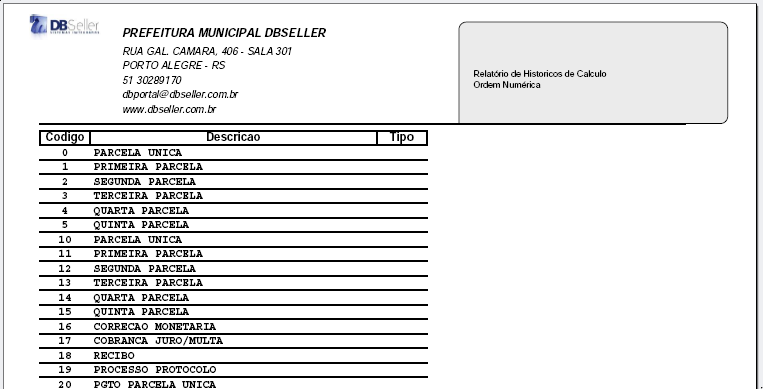 DBSeller
PREFEITURA MUNICIPAL DBSELLER
RUA GAL. CAMARA, 406 - SALA 301
PORTO ALEGRE - RS
51 30289170
dbportal@dbseller.com.br
www.dbseller.com.br
Relatório de Historicos de Calculo
Ordem Numérica
Codigo Descricao Tipo
0 PARCELA UNICA
1 PRIMEIRA PARCELA
2 SEGUNDA PARCELA
3 TERCEIRA PARCELA
4 QUARTA PARCELA
5 QUINTA PARCELA
10 PARCELA UNICA
11 PRIMEIRA PARCELA
12 SEGUNDA PARCELA
13 TERCEIRA PARCELA
14 QUARTA PARCELA
15 QUINTA PARCELA
16 CORRECAO MONETARIA
17 COBRANCA JURO/MULTA
18 RECIBO
19 PROCESSO PROTOCOLO
20 PGTO PARCELA UNICA